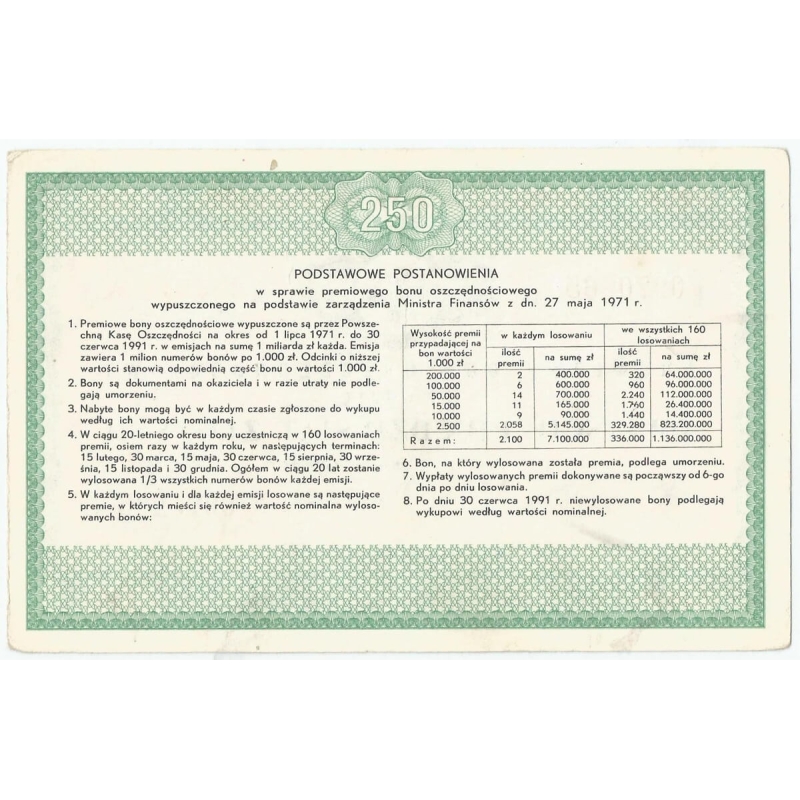 250
PODSTAWOWE POSTANOWIENIA
w sprawie premiowego bonu oszczędnościowego
wypuszczonego na podstawie zarządzenia Ministra Finansów z dn. 27 maja 1971 r.
1. Premiowe bony oszczędnościowe wypuszczone są przez Powsze-
chną Kasę Oszczędności na okres od 1 lipca 1971 r. do 30
czerwca 1991 r. w emisjach na sumę 1 miliarda zł każda. Emisja
zawiera 1 milion numerów bonów po 1.000 zł. Odcinki o niższej
wartości stanowią odpowiednią część bonu o wartości 1.000 zł.
2. Bony są dokumentami na okaziciela i w razie utraty nie podle-
gają umorzeniu.
3. Nabyte bony mogą być w każdym czasie zgłoszone do wykupu
według ich wartości nominalnej.
4. W ciągu 20-letniego okresu bony uczestniczą w 160 losowaniach
premii, osiem razy w każdym roku, w następujących terminach:
15 lutego, 30 marca, 15 maja, 30 czerwca, 15 sierpnia, 30 wrze-
śnia, 15 listopada i 30 grudnia. Ogółem w ciągu 20 lat zostanie
wylosowana 1/3 wszystkich numerów bonów każdej emisji.
5. W każdym losowaniu i dla każdej emisji losowane są następujące
premie, w których mieści się również wartość nominalna wyloso-
wanych bonów:
Wysokość premii przypadającej na bon wartości 1.000 zł
w każdym losowaniu
we wszystkich 160 losowaniach
ilość premii na sumę zł ilość premii na sumę zł
200.000 2 400.000 320 64.000.000
100.000 6 600.000 960 96.000.000
50.000 14 700.000 2.240 112.000.000
15.000 11 165.000 1.760 26.400.000
10.000 9 90.000 1.440 14.400.000
2.500 2.058 5.145.000 329.280 823.200.000
Razem: 2.100 7.100.000 336.000 1.136.000.000
6. Bon, na który wylosowana została premia, podlega umorzeniu.
7. Wypłaty wylosowanych premii dokonywane są począwszy od 6-go
dnia po dniu losowania.
8. Po dniu 30 czerwca 1991 r. niewylosowane bony podlegają
wykupowi według wartości nominalnej.